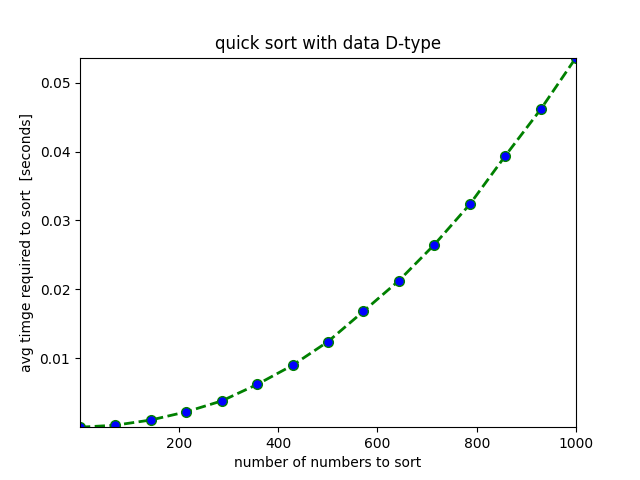 quick sort with data D-type
avg timge required to sort  [seconds]
0.05
0.04
0.03
0.02
0.01
200 400 600 800 1000
number of numbers to sort